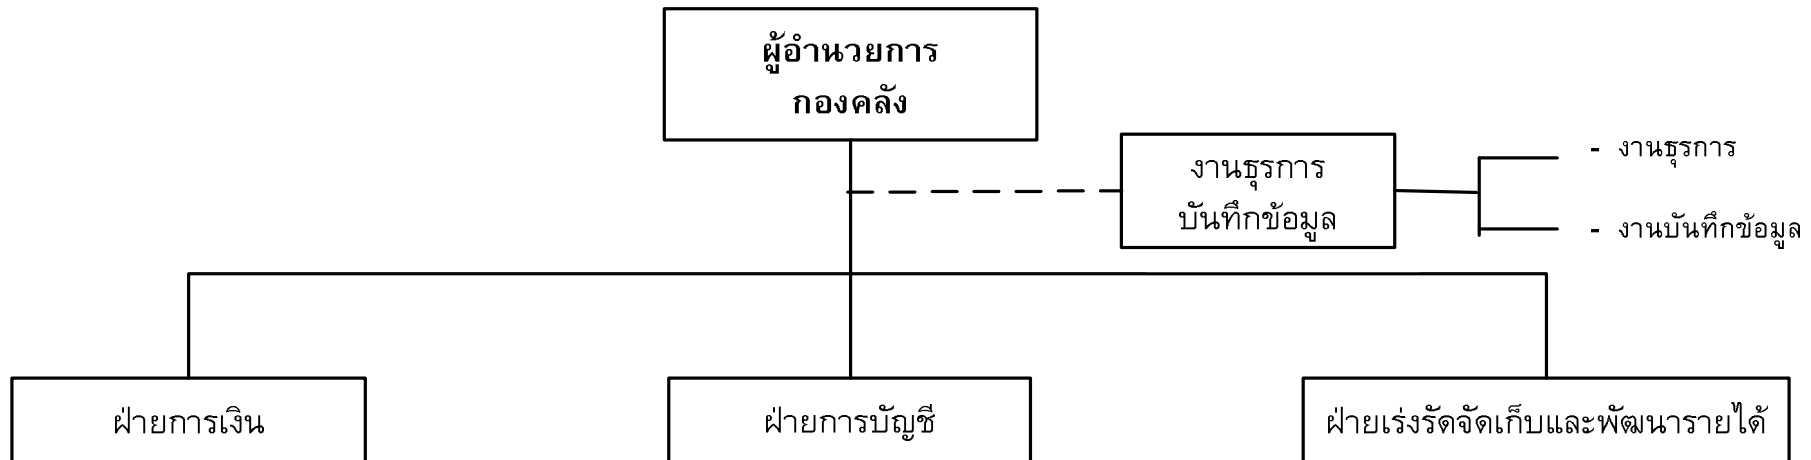 ผู้อำนวยการ
กองคลัง
งานธุรการ
บันทึกข้อมูล
- งานธุรการ
- งานบันทึกข้อมูล
ฝ่ายการเงิน
ฝ่ายการบัญชี
ฝ่ายเร่งรัดจัดเก็บและพัฒนารายได้